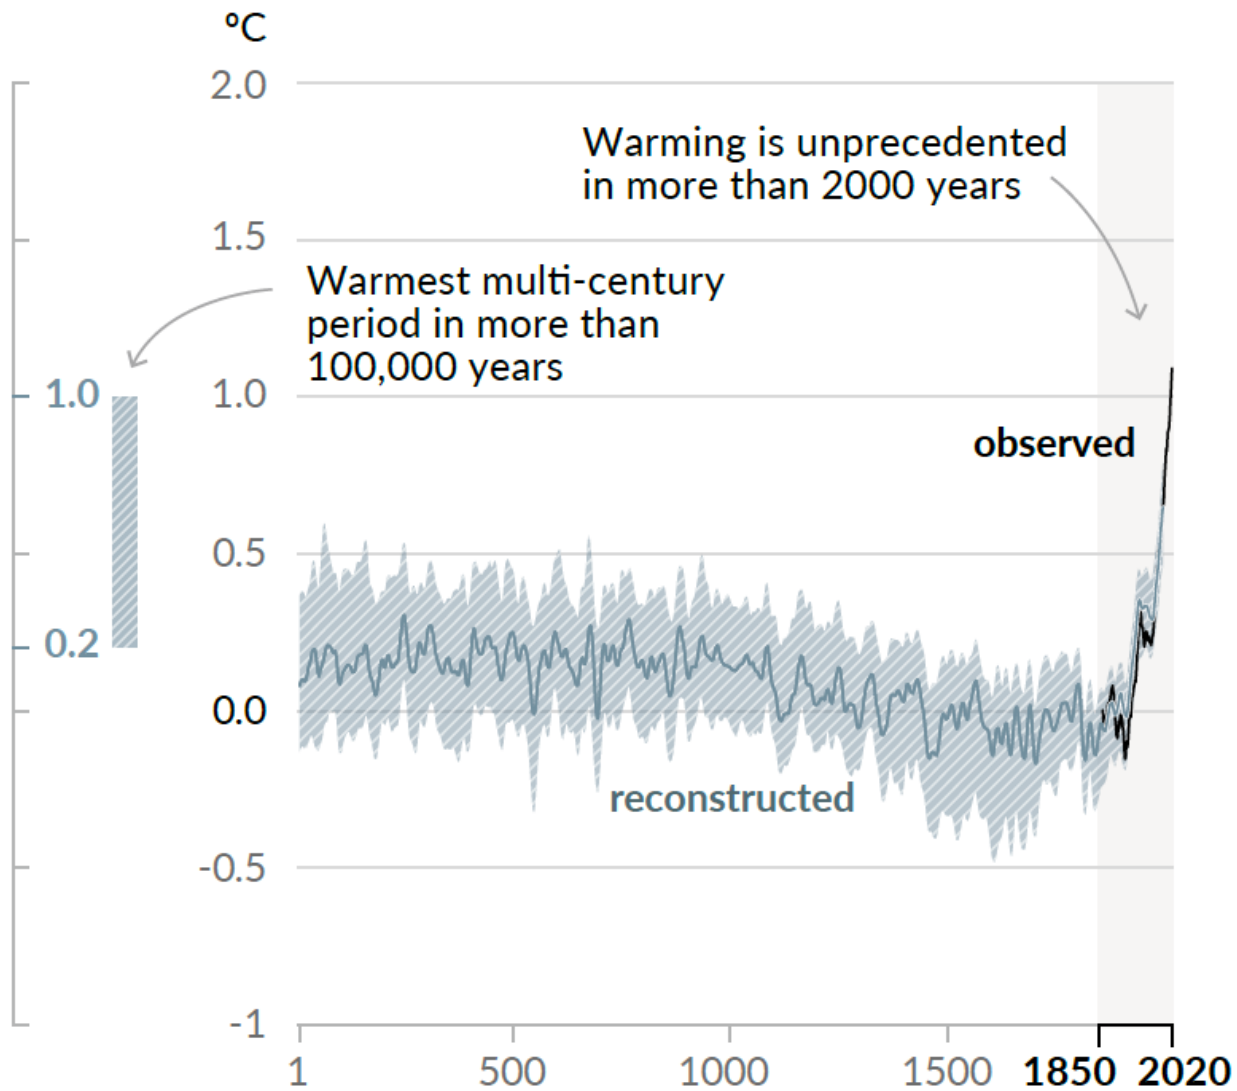 ºC
2.0
Warming is unprecedented
in more than 2000 years
1.5
Warmest multi-century
period in more than
100,000 years
1.0
1.0
observed
0.5
0.2
0.0
reconstructed
-0.5
-1
1
500
1000
1500
1850
2020